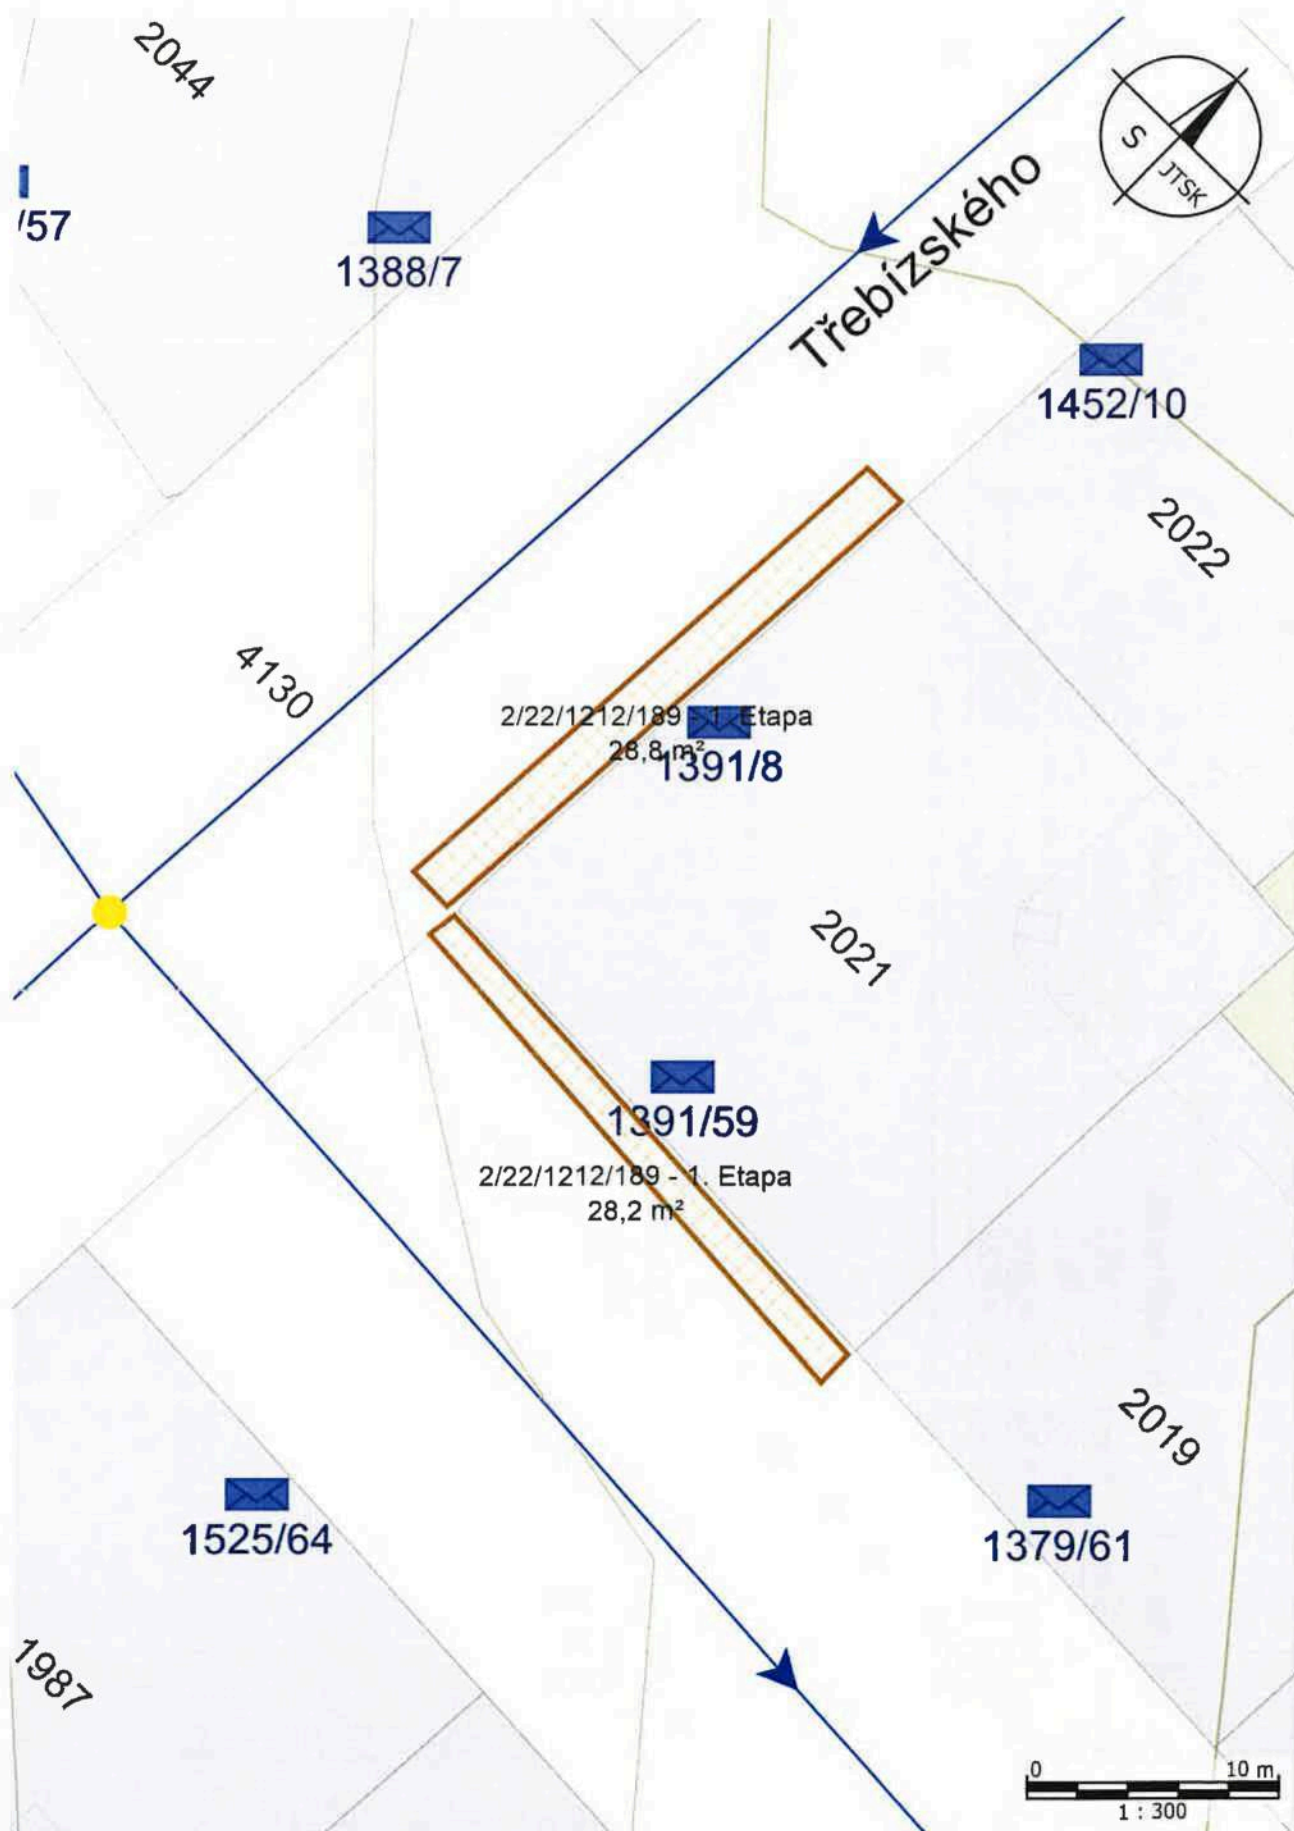 2044
/57
1388/7
S
JTSK
Třebízského
1452/10
2022
4130
2/22/1212/189 - 1. Etapa
28,8 m²
1391/8
2021
1391/59
2/22/1212/189 - 1. Etapa
28,2 m²
2019
1525/64
1379/61
1987
0 10 m
1 : 300